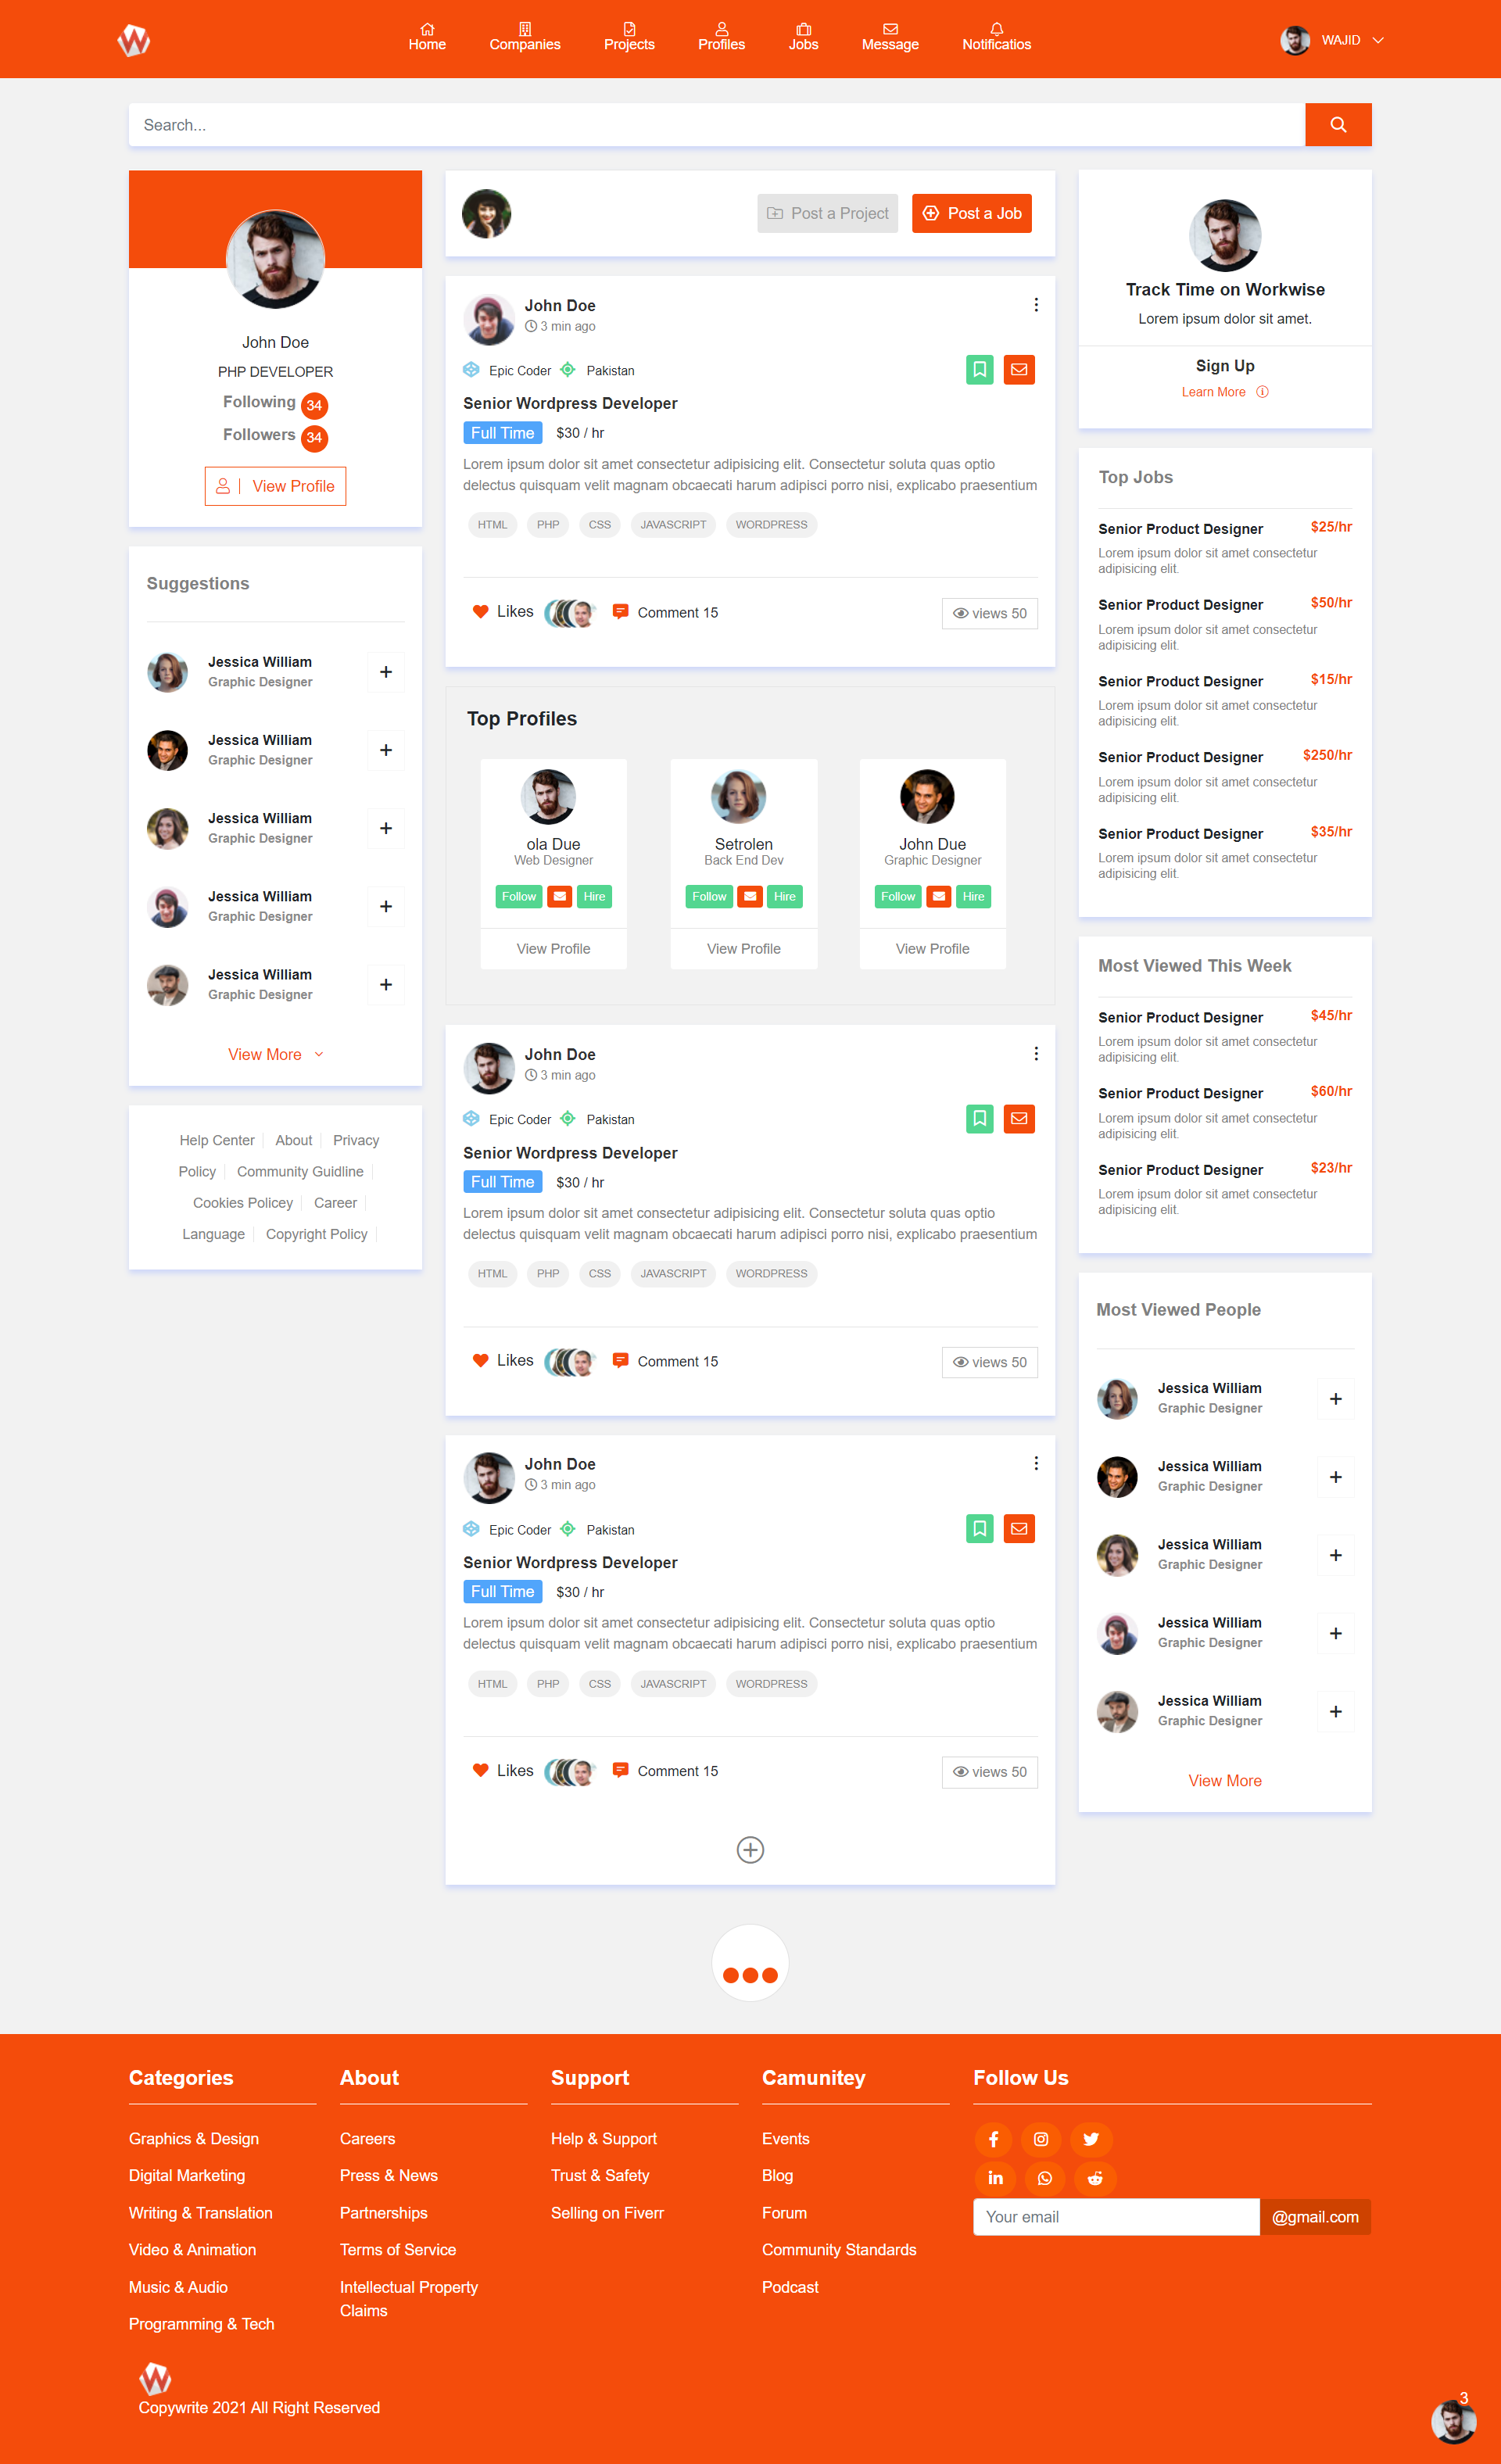 W
Home
Companies
Projects
Profiles
Jobs
Message
Notificatios
WAJID
Search...
John Doe
PHP DEVELOPER
Following 34
Followers 34
View Profile
Suggestions
Jessica William
Graphic Designer
Jessica William
Graphic Designer
Jessica William
Graphic Designer
Jessica William
Graphic Designer
Jessica William
Graphic Designer
View More
Help Center About Privacy
Policy Community Guidline
Cookies Policey Career
Language Copyright Policy
Post a Project
Post a Job
John Doe
3 min ago
Epic Coder Pakistan
Senior Wordpress Developer
Full Time $30 / hr
Lorem ipsum dolor sit amet consectetur adipisicing elit. Consectetur soluta quas optio
delectus quisquam velit magnam obcaecati harum adipisci porro nisi, explicabo praesentium
HTML PHP CSS JAVASCRIPT WORDPRESS
Likes Comment 15 views 50
Top Profiles
ola Due
Web Designer
Follow Hire
View Profile
Setrolen
Back End Dev
Follow Hire
View Profile
John Due
Graphic Designer
Follow Hire
View Profile
John Doe
3 min ago
Epic Coder Pakistan
Senior Wordpress Developer
Full Time $30 / hr
Lorem ipsum dolor sit amet consectetur adipisicing elit. Consectetur soluta quas optio
delectus quisquam velit magnam obcaecati harum adipisci porro nisi, explicabo praesentium
HTML PHP CSS JAVASCRIPT WORDPRESS
Likes Comment 15 views 50
John Doe
3 min ago
Epic Coder Pakistan
Senior Wordpress Developer
Full Time $30 / hr
Lorem ipsum dolor sit amet consectetur adipisicing elit. Consectetur soluta quas optio
delectus quisquam velit magnam obcaecati harum adipisci porro nisi, explicabo praesentium
HTML PHP CSS JAVASCRIPT WORDPRESS
Likes Comment 15 views 50
Track Time on Workwise
Lorem ipsum dolor sit amet.
Sign Up
Learn More
Top Jobs
Senior Product Designer $25/hr
Lorem ipsum dolor sit amet consectetur
adipisicing elit.
Senior Product Designer $50/hr
Lorem ipsum dolor sit amet consectetur
adipisicing elit.
Senior Product Designer $15/hr
Lorem ipsum dolor sit amet consectetur
adipisicing elit.
Senior Product Designer $250/hr
Lorem ipsum dolor sit amet consectetur
adipisicing elit.
Senior Product Designer $35/hr
Lorem ipsum dolor sit amet consectetur
adipisicing elit.
Most Viewed This Week
Senior Product Designer $45/hr
Lorem ipsum dolor sit amet consectetur
adipisicing elit.
Senior Product Designer $60/hr
Lorem ipsum dolor sit amet consectetur
adipisicing elit.
Senior Product Designer $23/hr
Lorem ipsum dolor sit amet consectetur
adipisicing elit.
Most Viewed People
Jessica William
Graphic Designer
Jessica William
Graphic Designer
Jessica William
Graphic Designer
Jessica William
Graphic Designer
Jessica William
Graphic Designer
View More
Categories
Graphics & Design
Digital Marketing
Writing & Translation
Video & Animation
Music & Audio
Programming & Tech
About
Careers
Press & News
Partnerships
Terms of Service
Intellectual Property
Claims
Support
Help & Support
Trust & Safety
Selling on Fiverr
Camunitey
Events
Blog
Forum
Community Standards
Podcast
Follow Us
Your email @gmail.com
W
Copywrite 2021 All Right Reserved
3